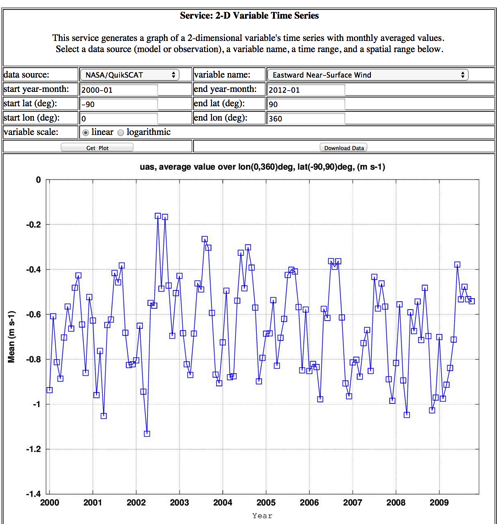 Service: 2-D Variable Time Series
This service generates a graph of a 2-dimensional variable's time series with monthly averaged values.
Select a data source (model or observation), a variable name, a time range, and a spatial range below.
data source: NASA/QuikSCAT variable name: Eastward Near-Surface Wind
start year-month: 2000-01 end year-month: 2012-01
start lat (deg): -90 end lat (deg): 90
start lon (deg): 0 end lon (deg): 360
variable scale: linear logarithmic
Get Plot Download Data
uas, average value over lon(0,360)deg, lat(-90,90)deg, (m s-1)
0
-0.2
-0.4
-0.6
-0.8
-1
-1.2
-1.4
Mean (m s-1)
2000 2001 2002 2003 2004 2005 2006 2007 2008 2009
Year